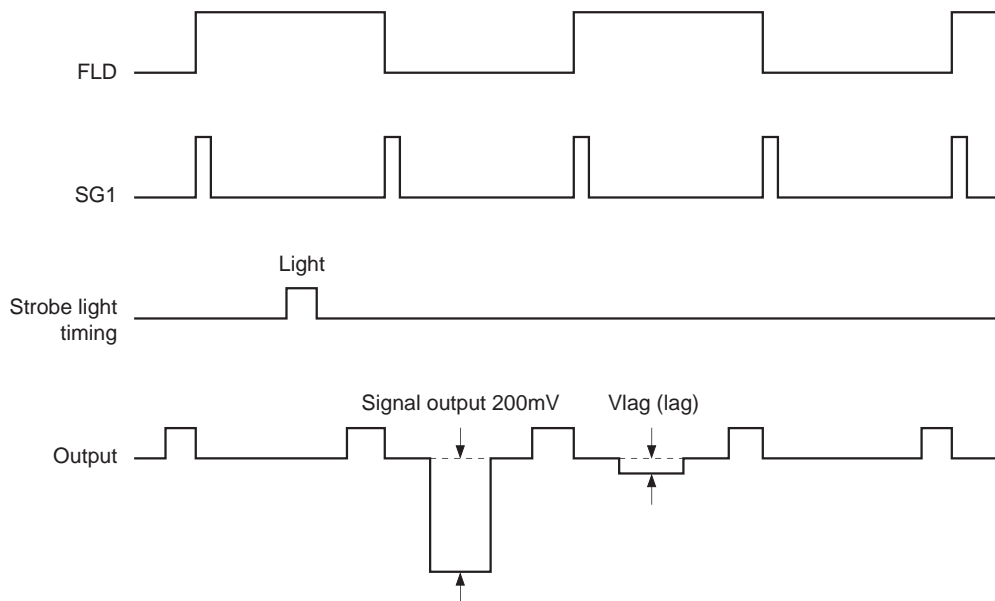 FLD
SG1
Light
Strobe light
timing
Signal output 200mV
Vlag (lag)
Output